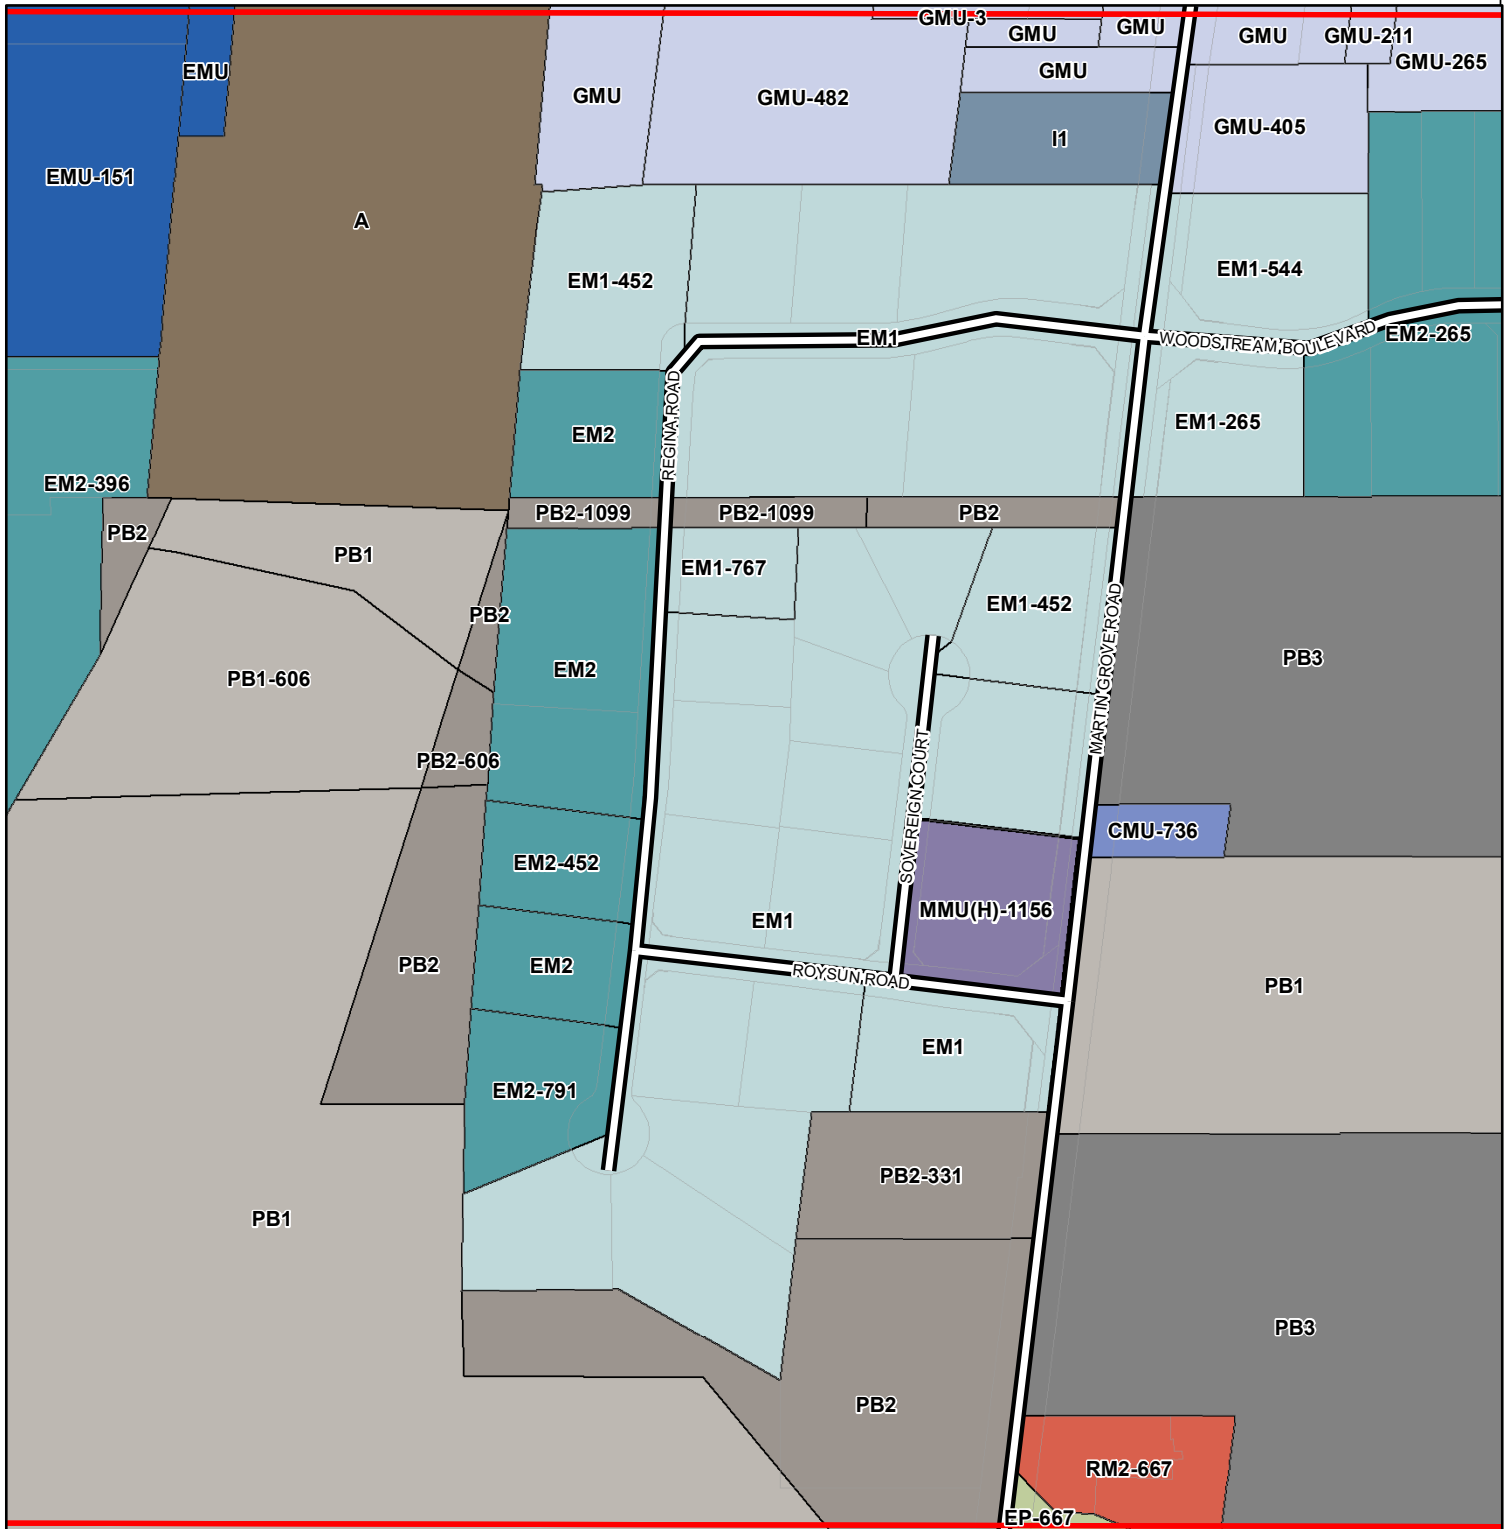 GMU-3
GMU
GMU
GMU
GMU-211
GMU-265
EMU
GMU
GMU-482
GMU
I1
GMU-405
EMU-151
A
EM1-452
EM1-544
EM1
WOODSTREAM BOULEVARD
EM2-265
REGINA ROAD
EM2
EM1-265
EM2-396
PB2
PB2-1099
PB2-1099
PB2
PB1
EM1-767
PB2
EM1-452
MARTIN GROVE ROAD
PB3
PB1-606
EM2
PB2-606
SOVEREIGN COURT
CMU-736
EM2-452
MMU(H)-1156
EM1
PB2
EM2
ROYSUN ROAD
PB1
EM1
EM2-791
PB2-331
PB1
PB3
PB2
RM2-667
EP-667